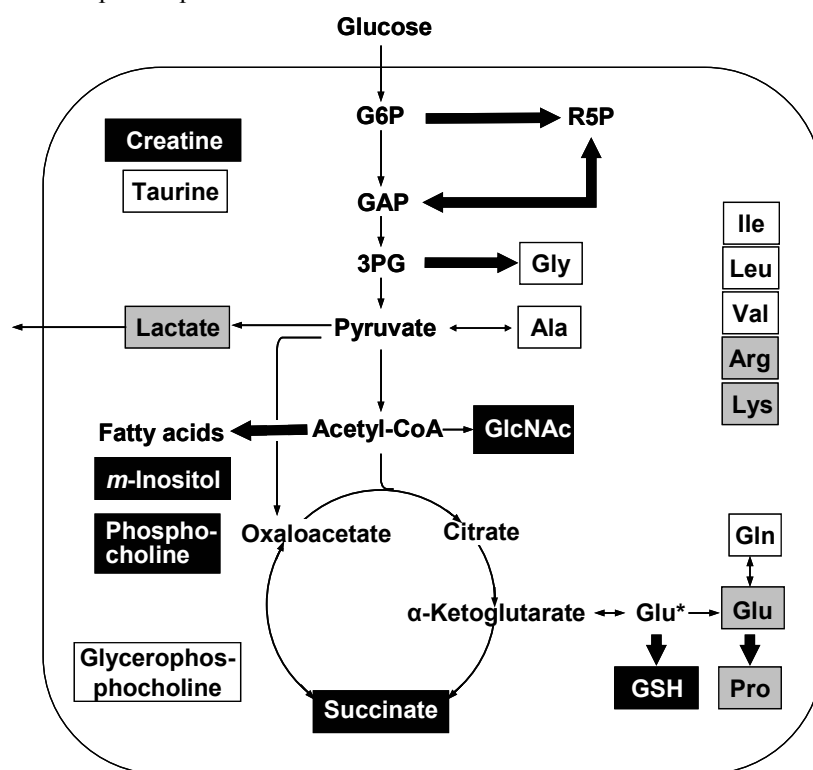 Glucose
G6P
R5P
Creatine
Taurine
GAP
Ile
3PG
Gly
Leu
Val
Lactate
Pyruvate
Ala
Arg
Lys
Fatty acids
Acetyl-CoA
GlcNAc
m-Inositol
Phospho-
choline
Oxaloacetate
Citrate
Gln
α-Ketoglutarate
Glu*
Glu
Glycerophos-
phocholine
GSH
Pro
Succinate